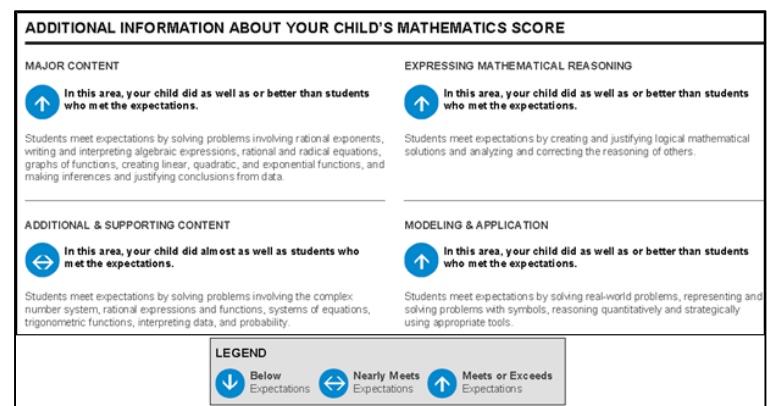 ADDITIONAL INFORMATION ABOUT YOUR CHILD'S MATHEMATICS SCORE
MAJOR CONTENT
In this area, your child did as well as or better than students
who met the expectations.
Students meet expectations by solving problems involving rational exponents,
writing and interpreting algebraic expressions, rational and radical equations,
graphs of functions, creating linear, quadratic, and exponential functions, and
making inferences and justifying conclusions from data.
EXPRESSING MATHEMATICAL REASONING
In this area, your child did as well as or better than students
who met the expectations.
Students meet expectations by creating and justifying logical mathematical
solutions and analyzing and correcting the reasoning of others.
ADDITIONAL & SUPPORTING CONTENT
In this area, your child did almost as well as students who
met the expectations.
Students meet expectations by solving problems involving the complex
number system, rational expressions and functions, systems of equations,
trigonometric functions, interpreting data, and probability.
MODELING & APPLICATION
In this area, your child did as well as or better than students
who met the expectations.
Students meet expectations by solving real-world problems, representing and
solving problems with symbols, reasoning quantitatively and strategically
using appropriate tools.
LEGEND
Below
Expectations
Nearly Meets
Expectations
Meets or Exceeds
Expectations